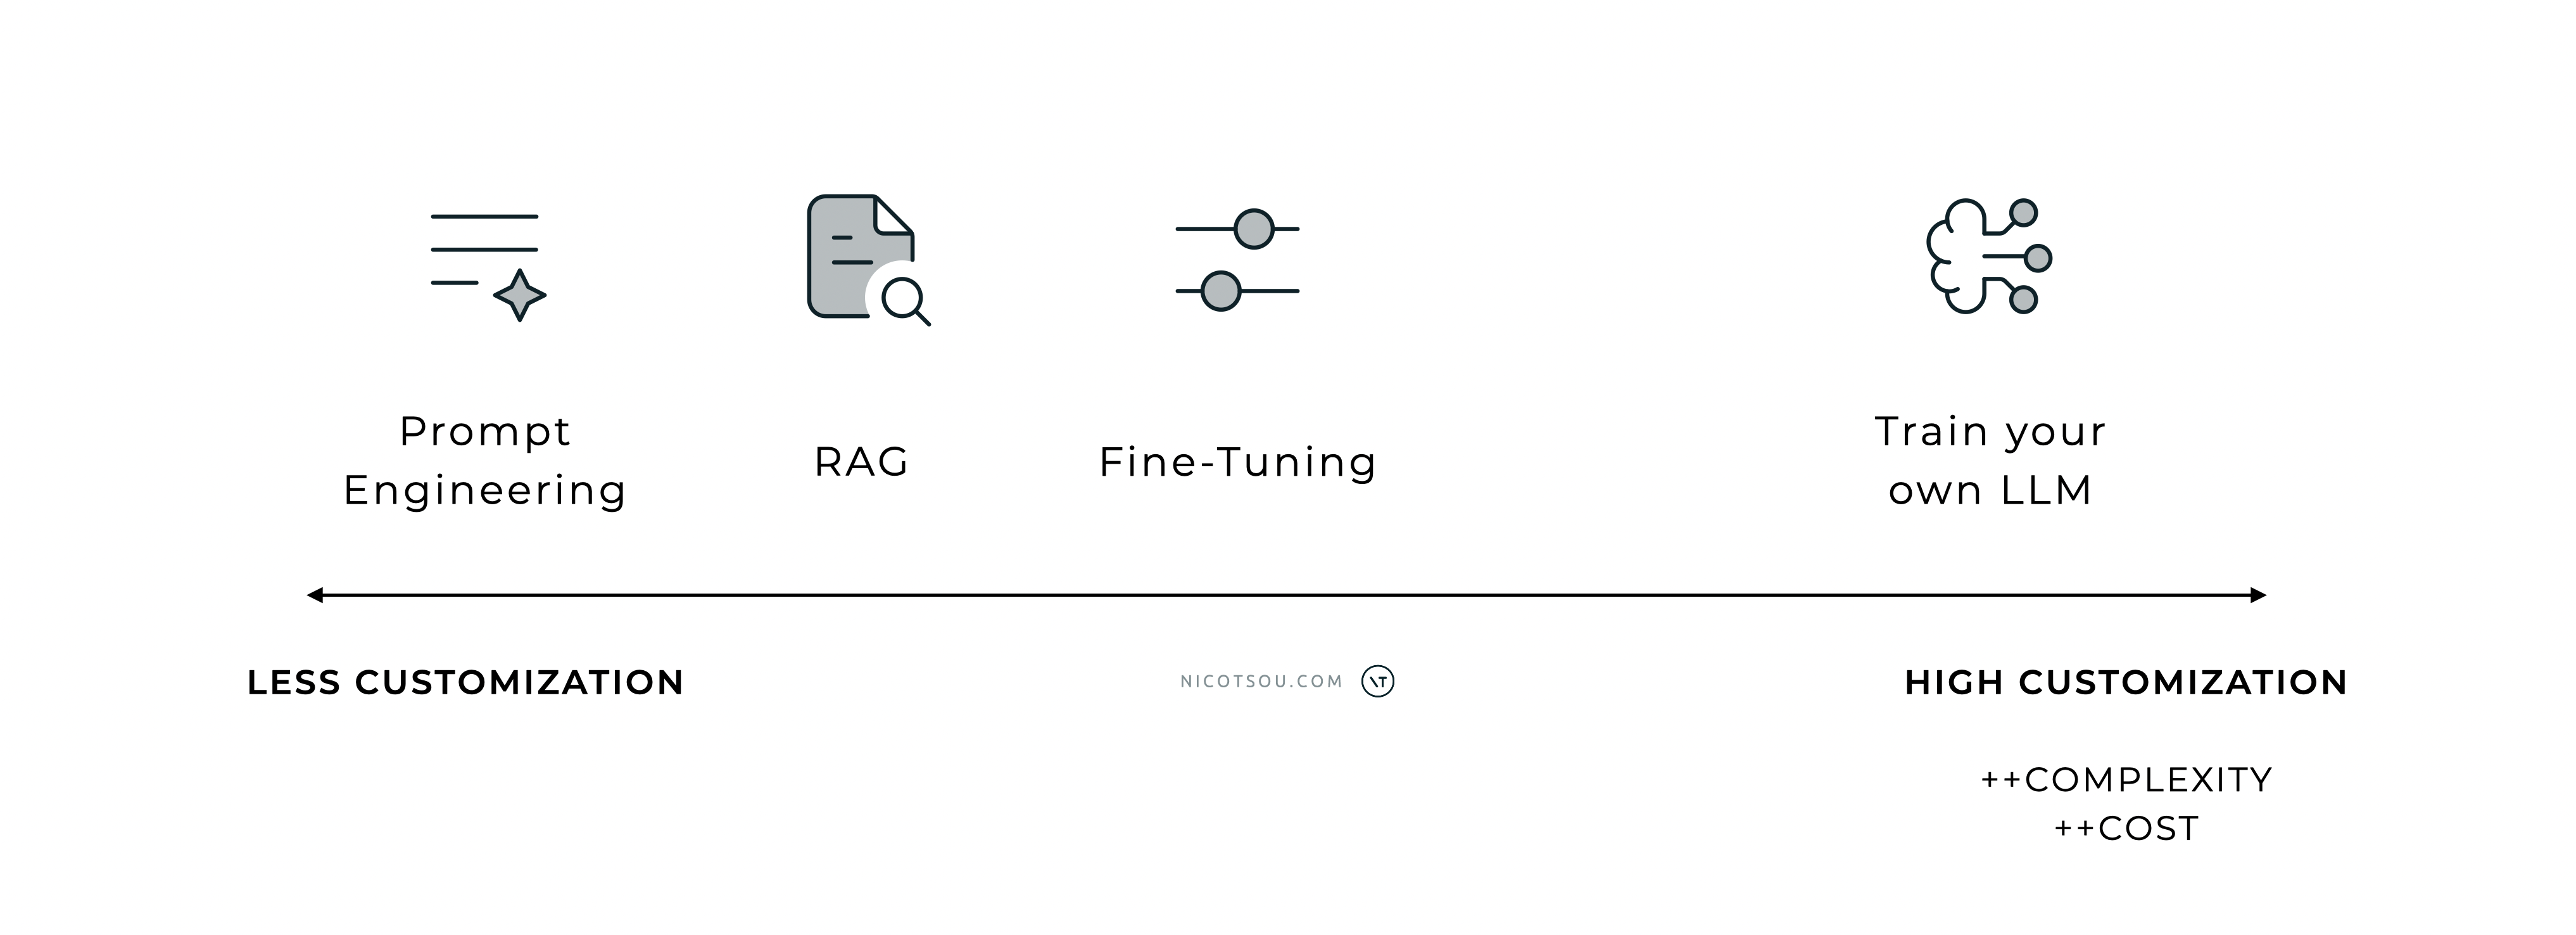 Prompt
Engineering
RAG
Fine-Tuning
Train your
own LLM
LESS CUSTOMIZATION
NICOTSOU.COM
HIGH CUSTOMIZATION
++COMPLEXITY
++COST